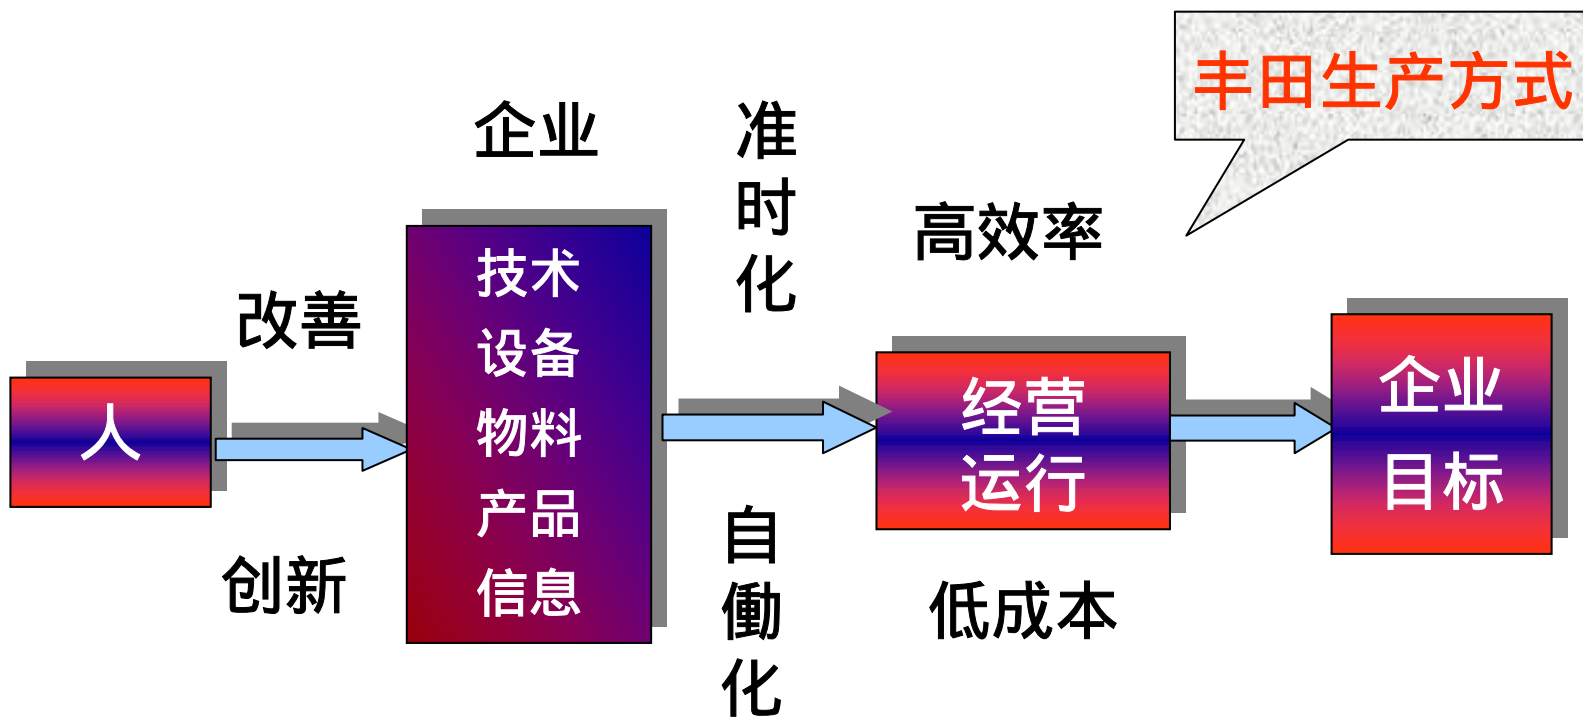 丰田生产方式
企业
准时化
高效率
改善
技术
设备
物料
产品
信息
人
经营
运行
企业
目标
创新
自働化
低成本